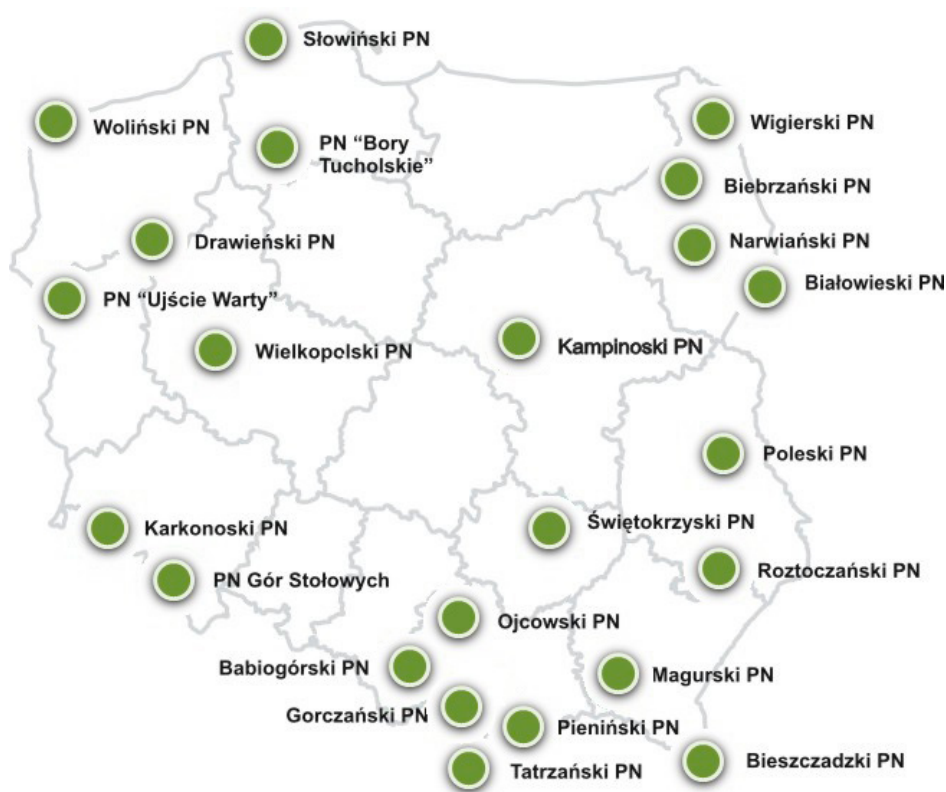 Słowiński PN
Woliński PN
Wigierski PN
PN “Bory
Tucholskie”
Biebrzański PN
Drawieński PN
Narwiański PN
Białowieski PN
PN “Ujście Warty”
Wielkopolski PN
Kampinoski PN
Poleski PN
Karkonoski PN
Świętokrzyski PN
Roztoczański PN
PN Gór Stołowych
Ojcowski PN
Babiogórski PN
Magurski PN
Gorczański PN
Pieniński PN
Tatrzański PN
Bieszczadzki PN